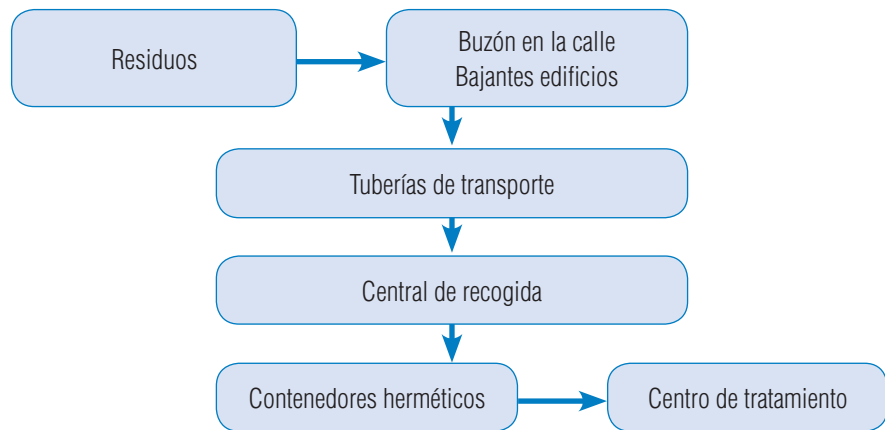 Residuos
Buzón en la calle
Bajantes edificios
Tuberías de transporte
Central de recogida
Contenedores herméticos
Centro de tratamiento